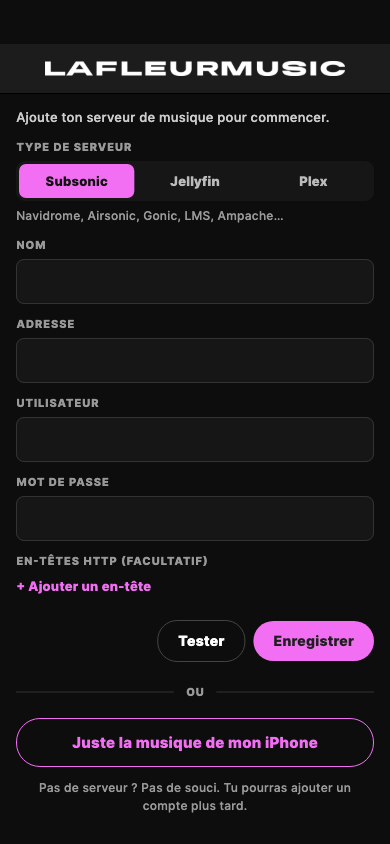 LAFLEURMUSIC
Ajoute ton serveur de musique pour commencer.
TYPE DE SERVEUR
Subsonic Jellyfin Plex
Navidrome, Airsonic, Gonic, LMS, Ampache...
NOM
ADRESSE
UTILISATEUR
MOT DE PASSE
EN-TÊTES HTTP (FACULTATIF)
+ Ajouter un en-tête
Tester Enregistrer
OU
Juste la musique de mon iPhone
Pas de serveur ? Pas de souci. Tu pourras ajouter un
compte plus tard.